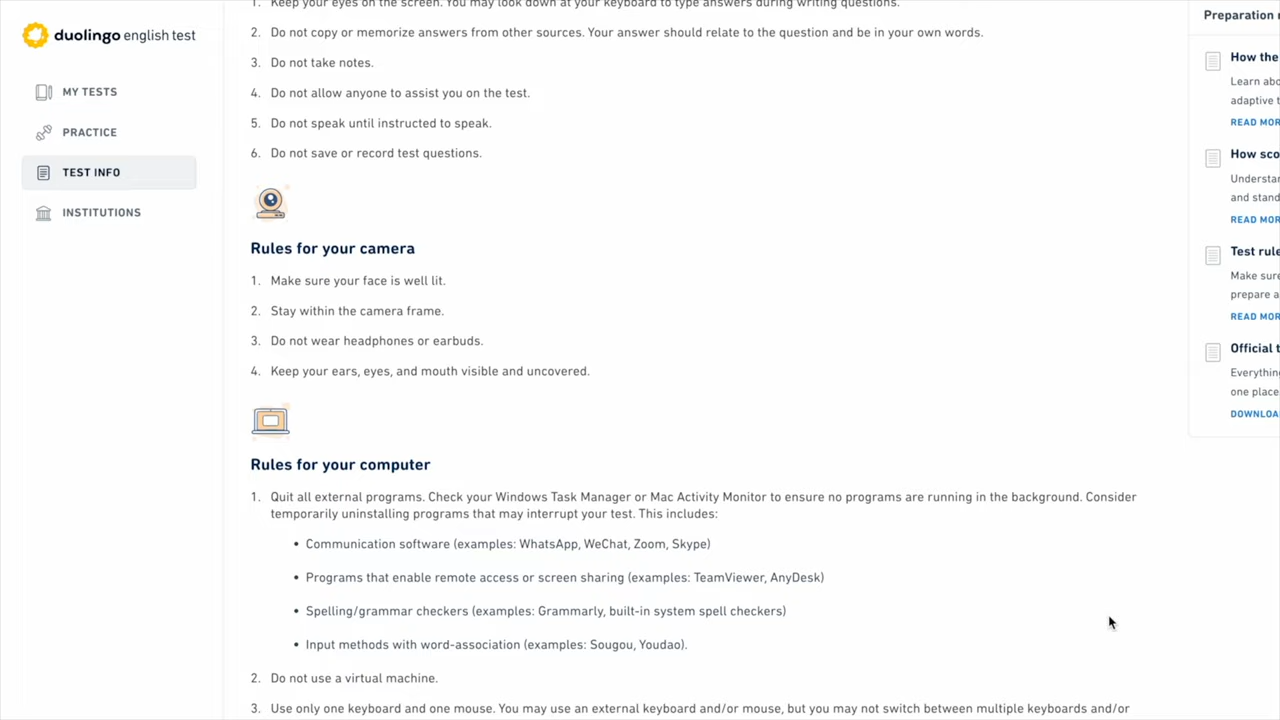 duolingo english test
MY TESTS
PRACTICE
TEST INFO
INSTITUTIONS
1. Keep your eyes on the screen. You may look down at your keyboard to type answers during writing questions.
2. Do not copy or memorize answers from other sources. Your answer should relate to the question and be in your own words.
3. Do not take notes.
4. Do not allow anyone to assist you on the test.
5. Do not speak until instructed to speak.
6. Do not save or record test questions.
Rules for your camera
1. Make sure your face is well lit.
2. Stay within the camera frame.
3. Do not wear headphones or earbuds.
4. Keep your ears, eyes, and mouth visible and uncovered.
Rules for your computer
1. Quit all external programs. Check your Windows Task Manager or Mac Activity Monitor to ensure no programs are running in the background. Consider
temporarily uninstalling programs that may interrupt your test. This includes:
• Communication software (examples: WhatsApp, WeChat, Zoom, Skype)
• Programs that enable remote access or screen sharing (examples: TeamViewer, AnyDesk)
• Spelling/grammar checkers (examples: Grammarly, built-in system spell checkers)
• Input methods with word-association (examples: Sougou, Youdao).
2. Do not use a virtual machine.
3. Use only one keyboard and one mouse. You may use an external keyboard and/or mouse, but you may not switch between multiple keyboards and/or
Preparation
How the
Learn abo
adaptive t
READ MOR
How sco
Understan
and stand
READ MOR
Test rule
Make sure
prepare a
READ MOR
Official t
Everything
one place
DOWNLOA